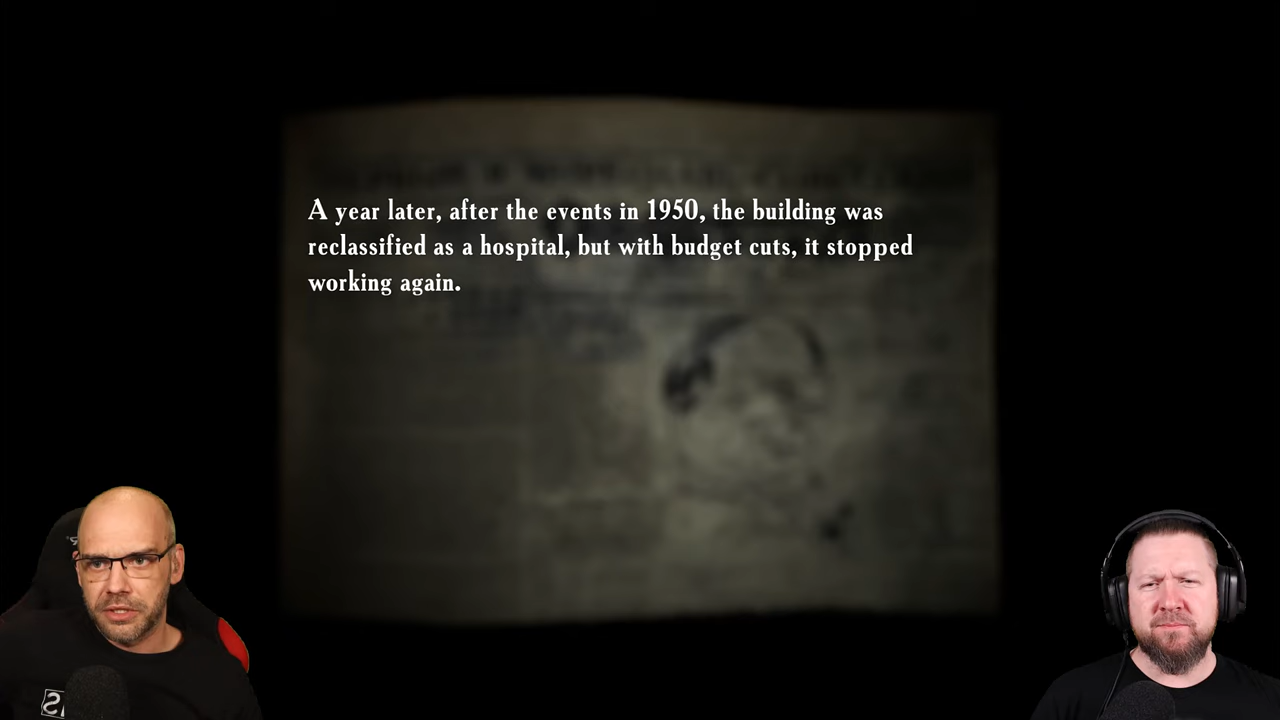 A year later, after the events in 1950, the building was
reclassified as a hospital, but with budget cuts, it stopped
working again.